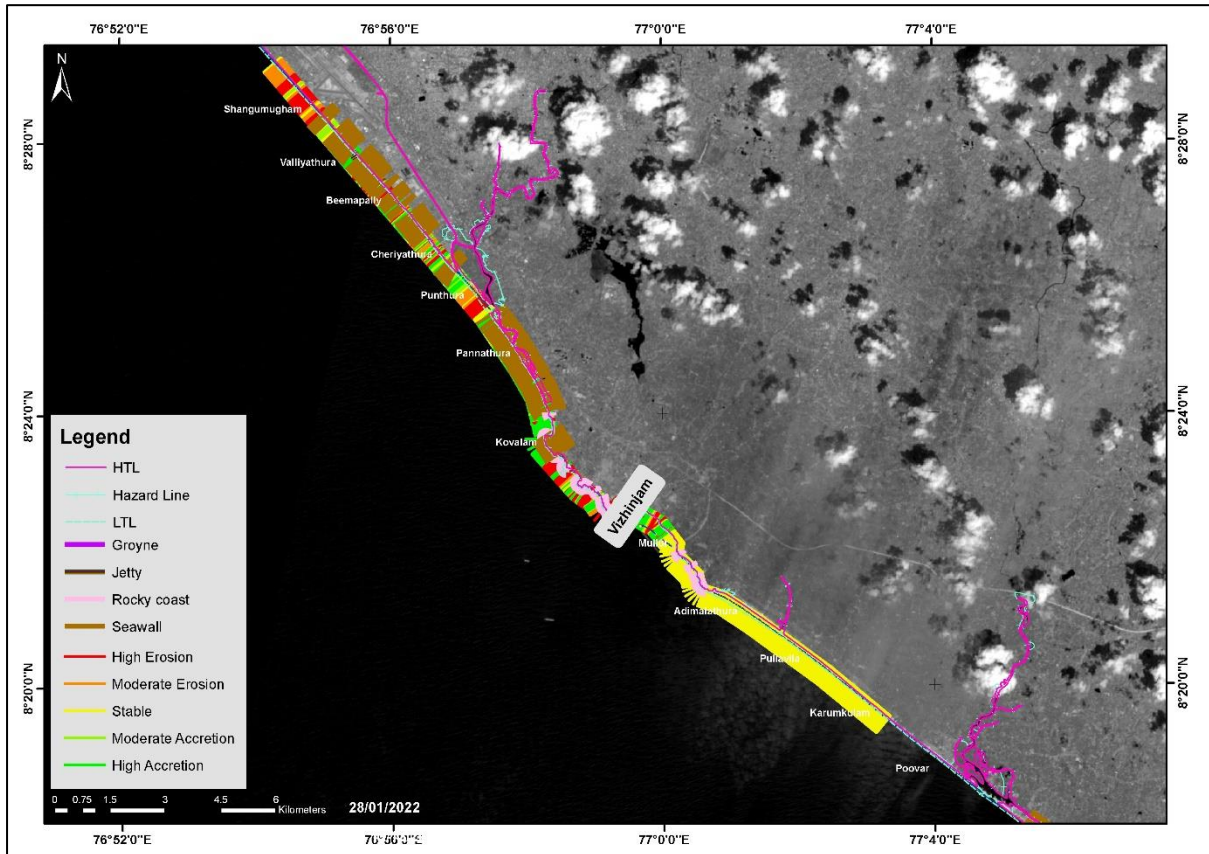 76°52'0"E 76°56'0"E 77°0'0"E 77°4'0"E
N
Shangumugham
8°28'0"N 8°28'0"N
Valliyathura
Beemapally
Cheriyathura
Punthura
Pannathura
8°24'0"N 8°24'0"N
Kovalam
Vizhinjam
Adimalathura
8°20'0"N 8°20'0"N
Karumkulam
Poovar
Legend
HTL
Hazard Line
LTL
Groyne
Jetty
Rocky coast
Seawall
High Erosion
Moderate Erosion
Stable
Moderate Accretion
High Accretion
0 0.75 1.5 3 4.5 6
Kilometers
28/01/2022
76°52'0"E 76°56'0"E 77°0'0"E 77°4'0"E